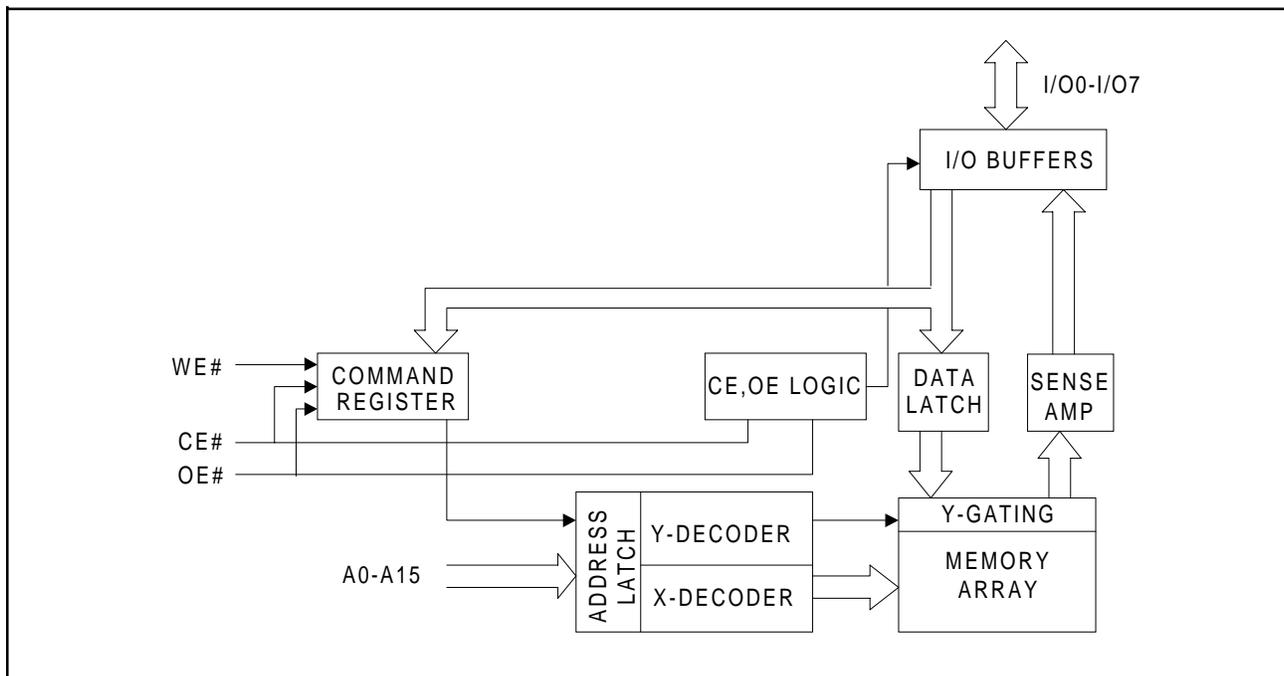 I/O0-I/O7
I/O BUFFERS
WE#
COMMAND
REGISTER
CE,OE LOGIC
DATA
LATCH
SENSE
AMP
CE#
OE#
A0-A15
ADDRESS
LATCH
Y-DECODER
X-DECODER
Y-GATING
MEMORY
ARRAY